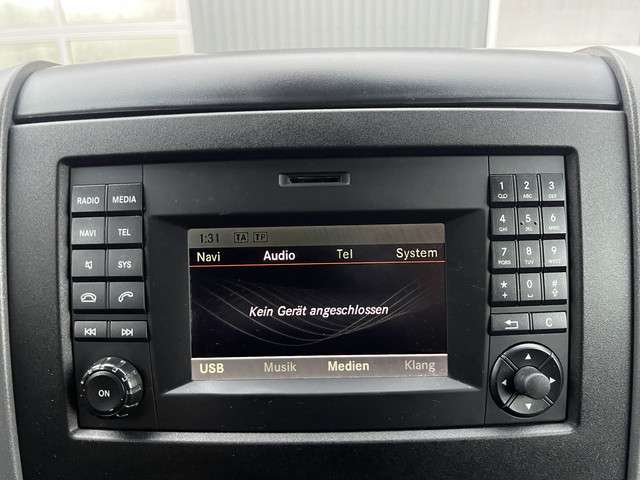 RADIO MEDIA
NAVI TEL
SYS
ON
1:31 TA TP
Navi Audio Tel System
Kein Gerät angeschlossen
USB Musik Medien Klang
1 2 ABC 3 DEF
4 GHI 5 JKL 6 MNO
7 PQRS 8 TUV 9 WXYZ
* + 0 #
C